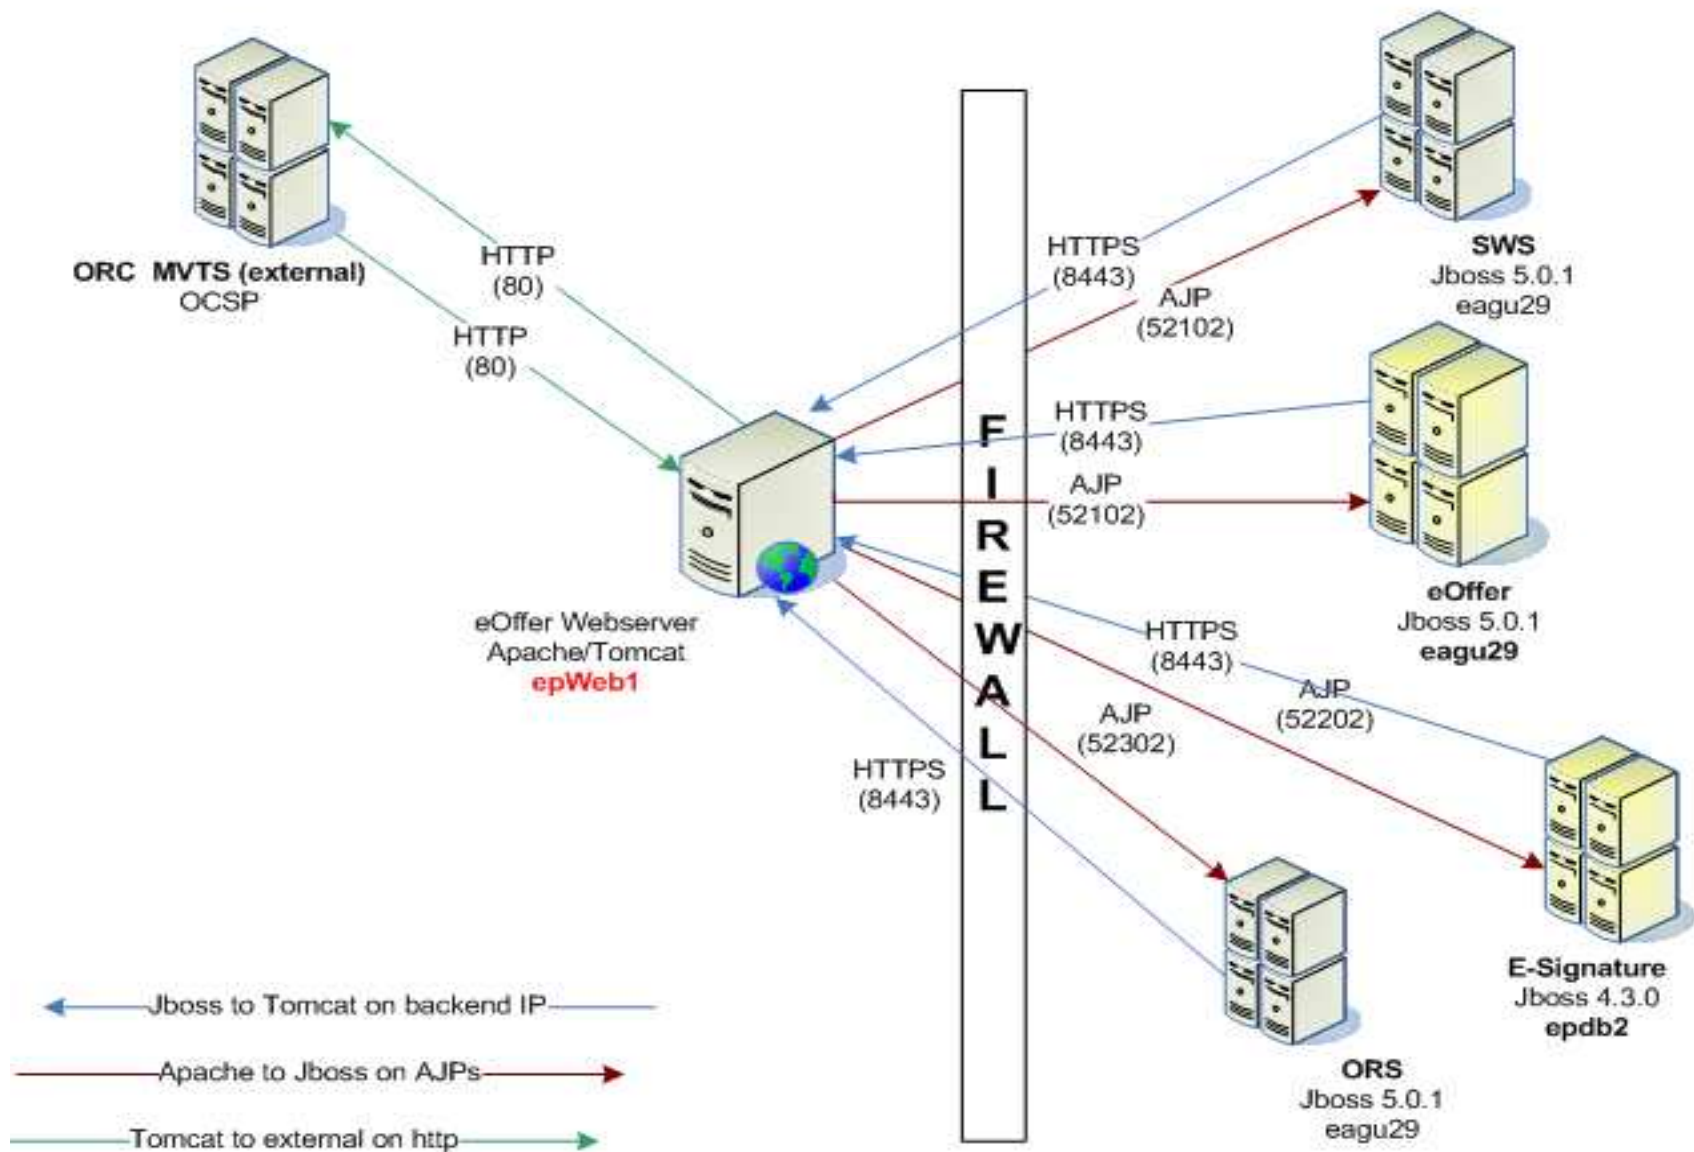 ORC MVTS (external)
OCSP
HTTP
(80)
HTTP
(80)
eOffer Webserver
Apache/Tomcat
epWeb1
FIREWALL
HTTPS
(8443)
AJP
(52102)
SWS
Jboss 5.0.1
eagu29
HTTPS
(8443)
AJP
(52102)
eOffer
Jboss 5.0.1
eagu29
HTTPS
(8443)
AJP
(52202)
AJP
(52302)
HTTPS
(8443)
E-Signature
Jboss 4.3.0
epdb2
ORS
Jboss 5.0.1
eagu29
Jboss to Tomcat on backend IP
Apache to Jboss on AJPs
Tomcat to external on http